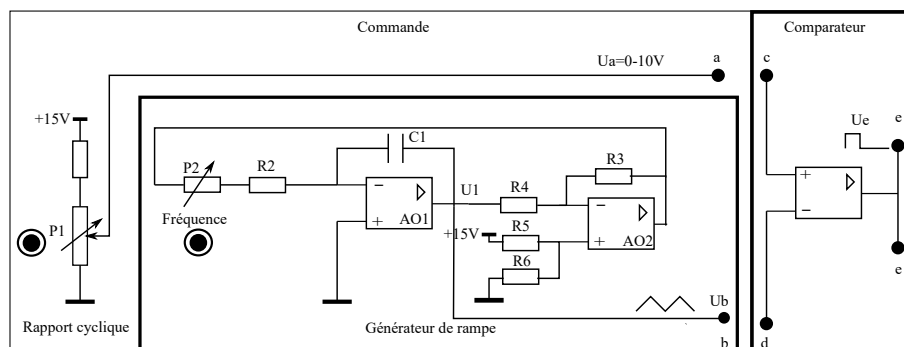 Commande
Comparateur
Ua=0-10V
a
c
+15V
C1
Ue
e
P2
R2
R3
U1
R4
P1
Fréquence
AO1
R5
+15V
AO2
R6
e
Ub
Rapport cyclique
Générateur de rampe
b
d